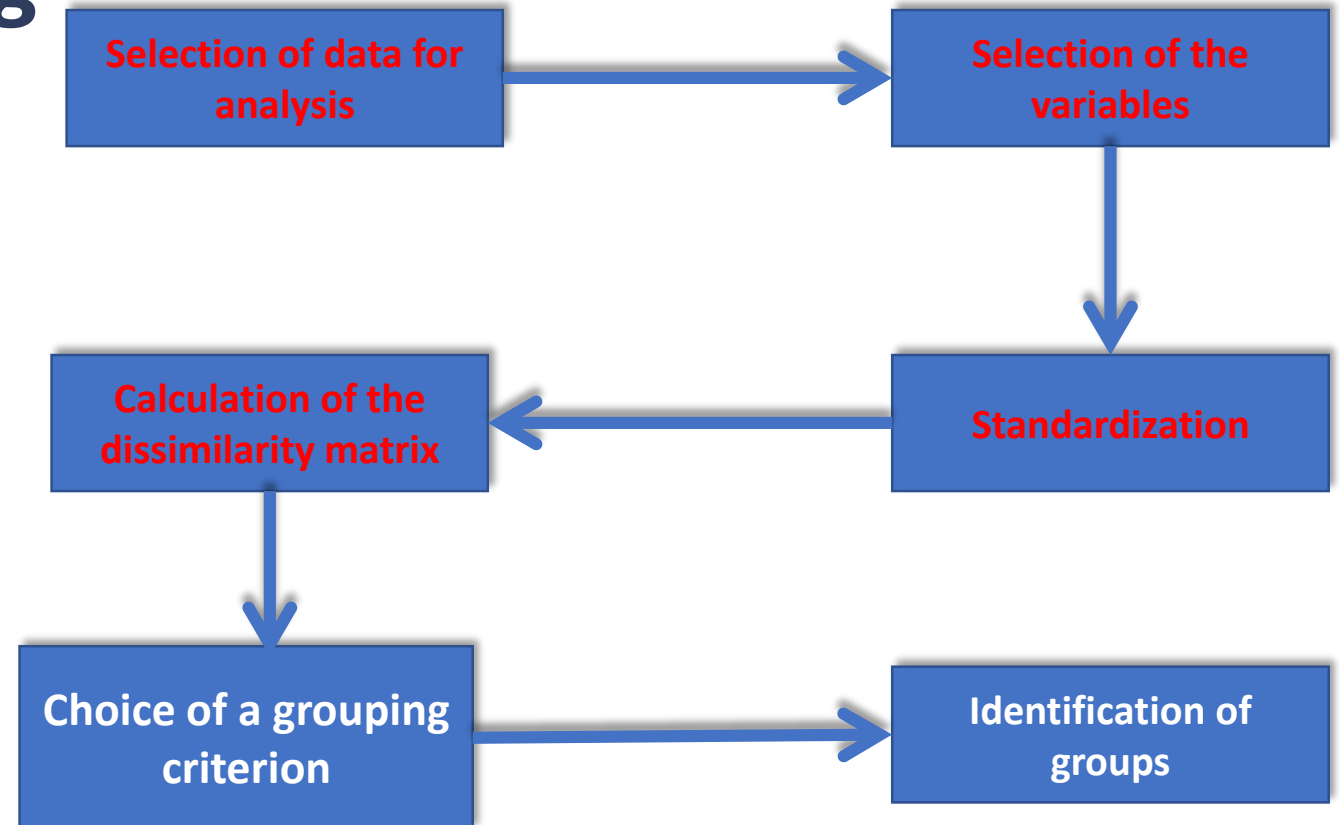 g
Selection of data for
analysis
Selection of the
variables
Standardization
Calculation of the
dissimilarity matrix
Choice of a grouping
criterion
Identification of
groups